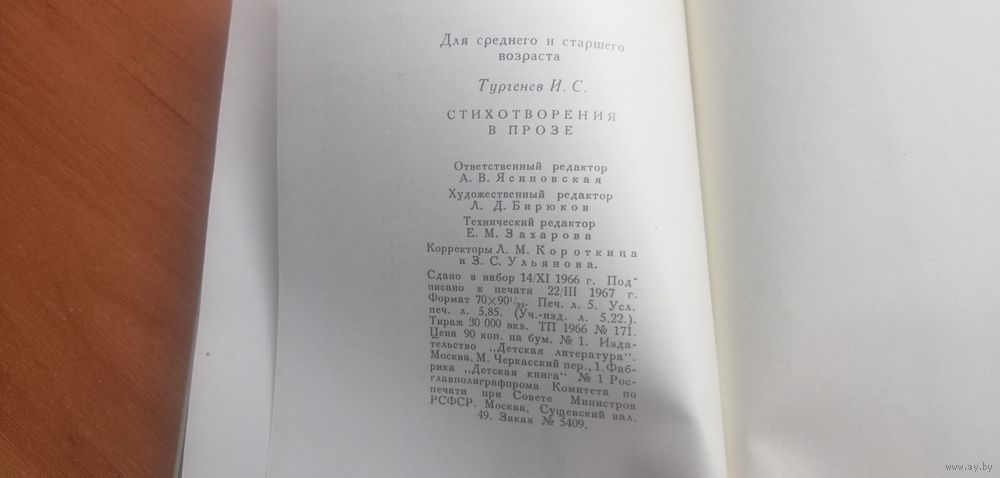 Для среднего и старшего
возраста
Тургенев И. С.
СТИХОТВОРЕНИЯ
В ПРОЗЕ
Ответственный редактор
А. В. Ясиновская
Художественный редактор
Л. Д. Бирюков
Технический редактор
Е. М. Захарова
Корректоры Л. М. Короткина
и З. С. Ульянова.
Сдано в набор 14/XI 1966 г. Под-
писано к печати 22/III 1967 г.
Формат 70×90¹/₃₂. Печ. л. 5. Усл.
печ. л. 5,85. (Уч.-изд. л. 5,22.).
Тираж 30 000 экз. ТП 1966 № 171.
Цена 90 коп. на бум. № 1. Изда-
тельство „Детская литература".
Москва, М. Черкасский пер., 1. Фаб-
рика „Детская книга" № 1 Рос-
главполиграфпрома Комитета по
печати при Совете Министров
РСФСР. Москва, Сущевский вал,
49. Заказ № 5409.
www.ay.by